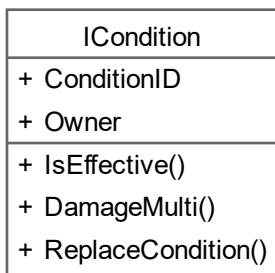 ICondition
+ ConditionID
+ Owner
+ IsEffective()
+ DamageMulti()
+ ReplaceCondition()